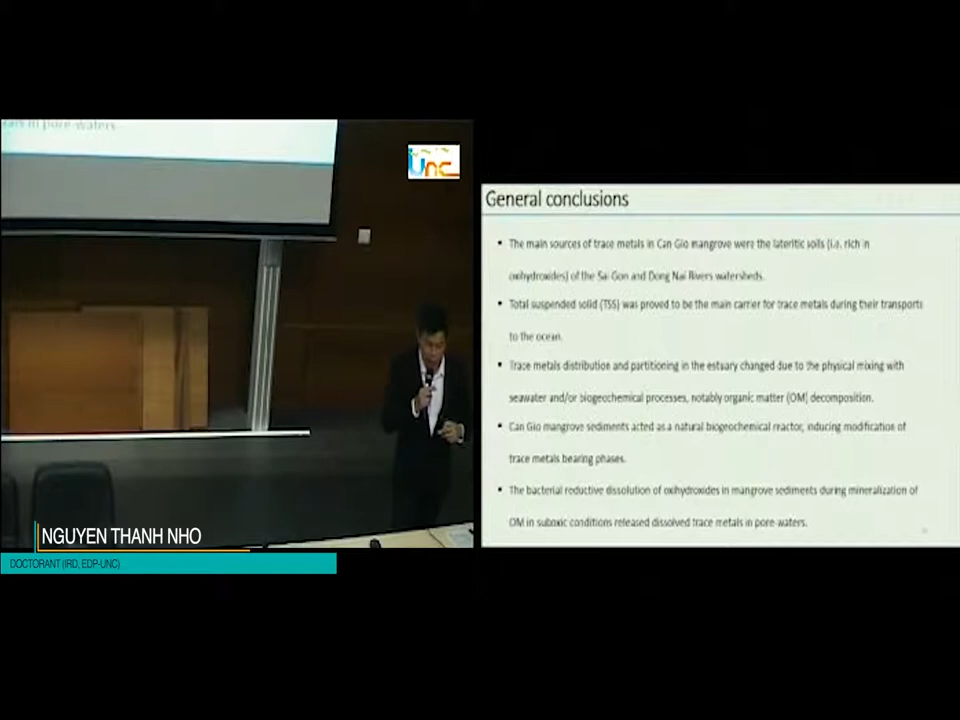 tals in pore-waters.
Unc
General conclusions
• The main sources of trace metals in Can Gio mangrove were the lateritic soils (i.e. rich in
oxihydroxides) of the Sai Gon and Dong Nai Rivers watersheds.
• Total suspended solid (TSS) was proved to be the main carrier for trace metals during their transports
to the ocean.
• Trace metals distribution and partitioning in the estuary changed due to the physical mixing with
seawater and/or biogeochemical processes, notably organic matter (OM) decomposition.
• Can Gio mangrove sediments acted as a natural biogeochemical reactor, inducing modification of
trace metals bearing phases.
• The bacterial reductive dissolution of oxihydroxides in mangrove sediments during mineralization of
OM in suboxic conditions released dissolved trace metals in pore-waters.
NGUYEN THANH NHO
DOCTORANT (IRD, EDP-UNC)